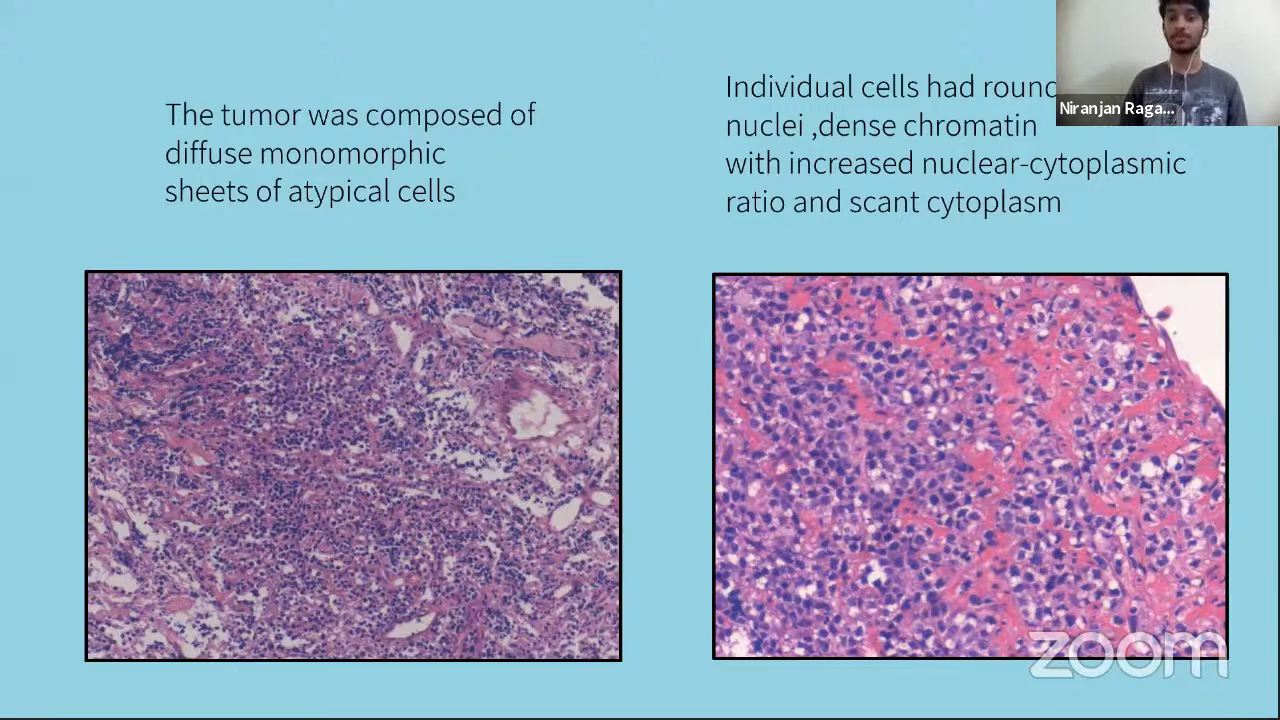 The tumor was composed of
diffuse monomorphic
sheets of atypical cells
Individual cells had round
nuclei ,dense chromatin
with increased nuclear-cytoplasmic
ratio and scant cytoplasm
Niranjan Raga...
zoom